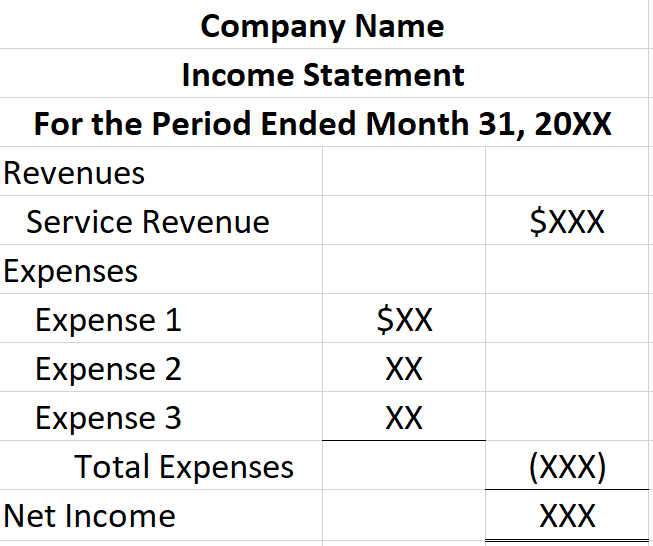 Company Name
Income Statement
For the Period Ended Month 31, 20XX
Revenues
Service Revenue $XXX
Expenses
Expense 1 $XX
Expense 2 XX
Expense 3 XX
Total Expenses (XXX)
Net Income XXX